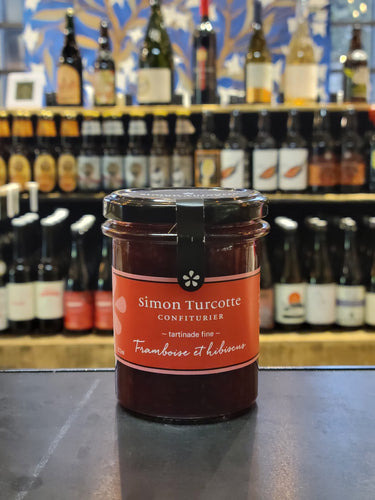 Simon Turcotte
CONFITURIER
~ tartinade fine ~
Framboise et hibiscus